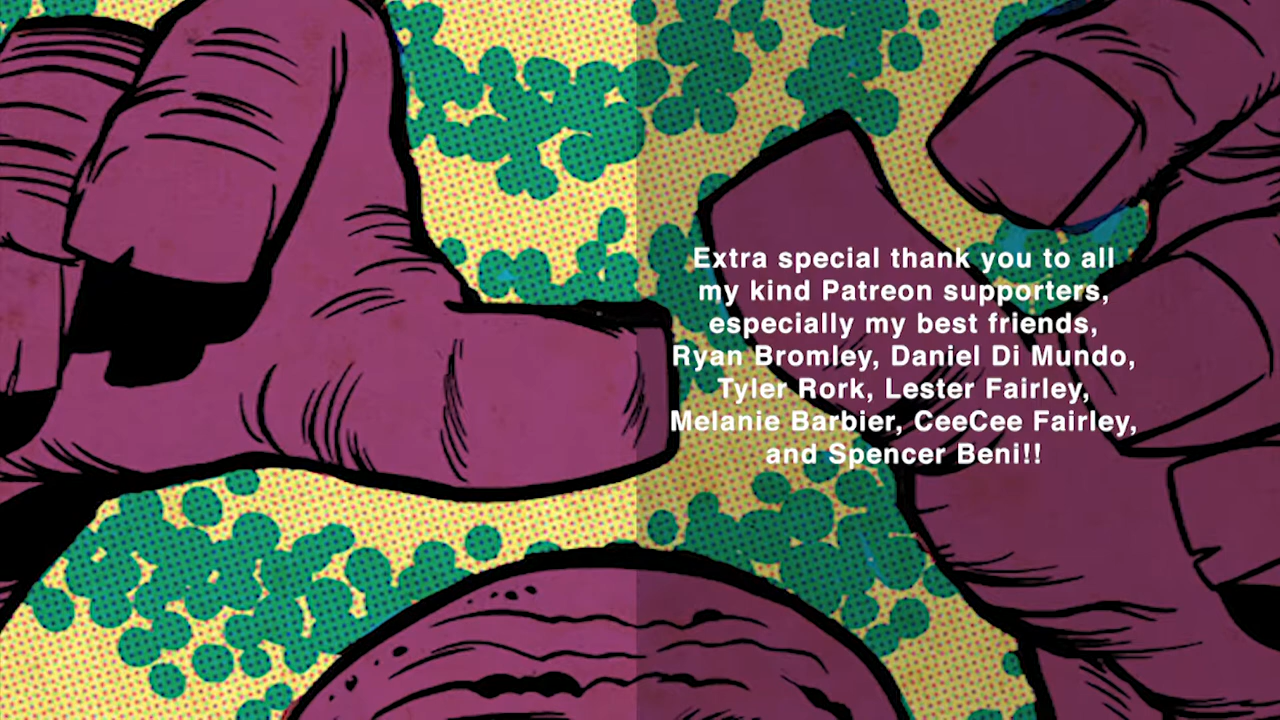 Extra special thank you to all
my kind Patreon supporters,
especially my best friends,
Ryan Bromley, Daniel Di Mundo,
Tyler Rork, Lester Fairley,
Melanie Barbier, CeeCee Fairley,
and Spencer Beni!!